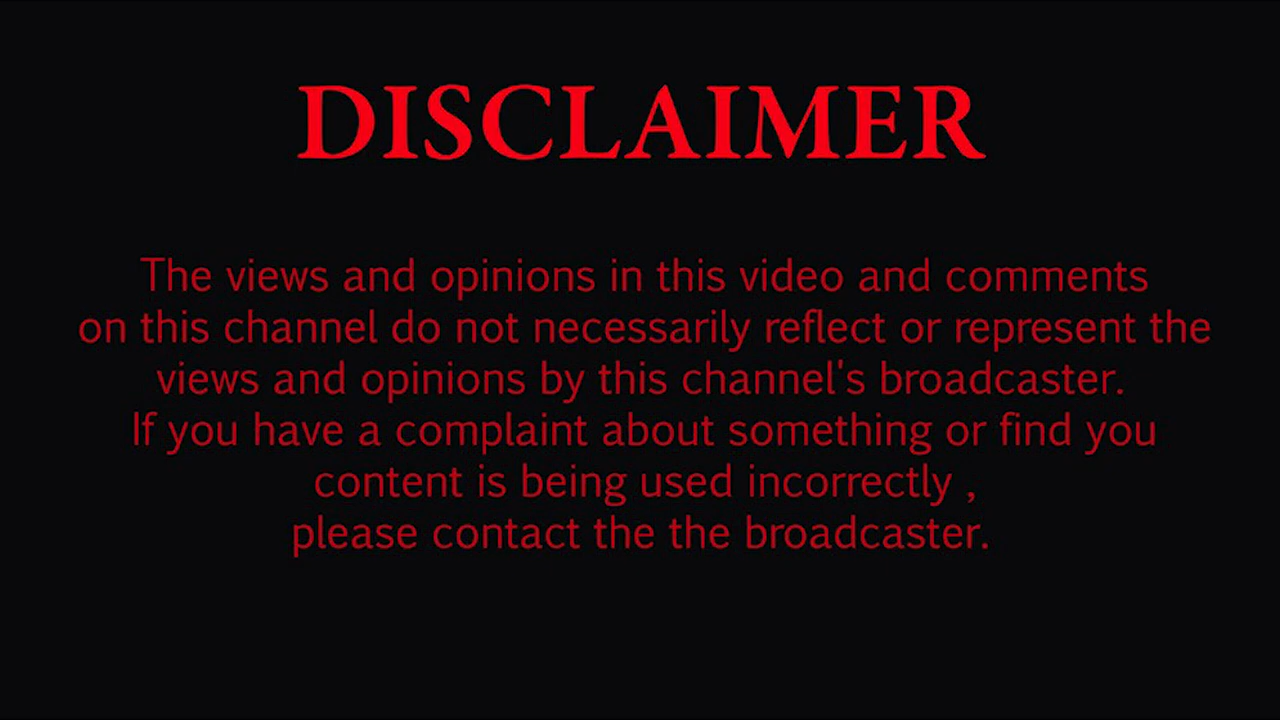 DISCLAIMER
The views and opinions in this video and comments
on this channel do not necessarily reflect or represent the
views and opinions by this channel's broadcaster.
If you have a complaint about something or find you
content is being used incorrectly ,
please contact the the broadcaster.